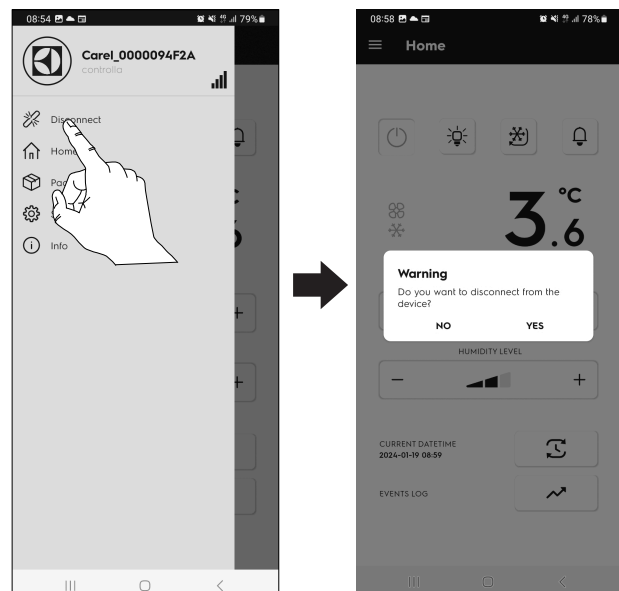 08:54
79%
Carel_0000094F2A
controlla
Disconnect
Home
Info
°C
08:58
78%
Home
°C
3.6
Warning
Do you want to disconnect from the
device?
NO YES
HUMIDITY LEVEL
− +
CURRENT DATETIME
2024-01-19 08:59
EVENTS LOG